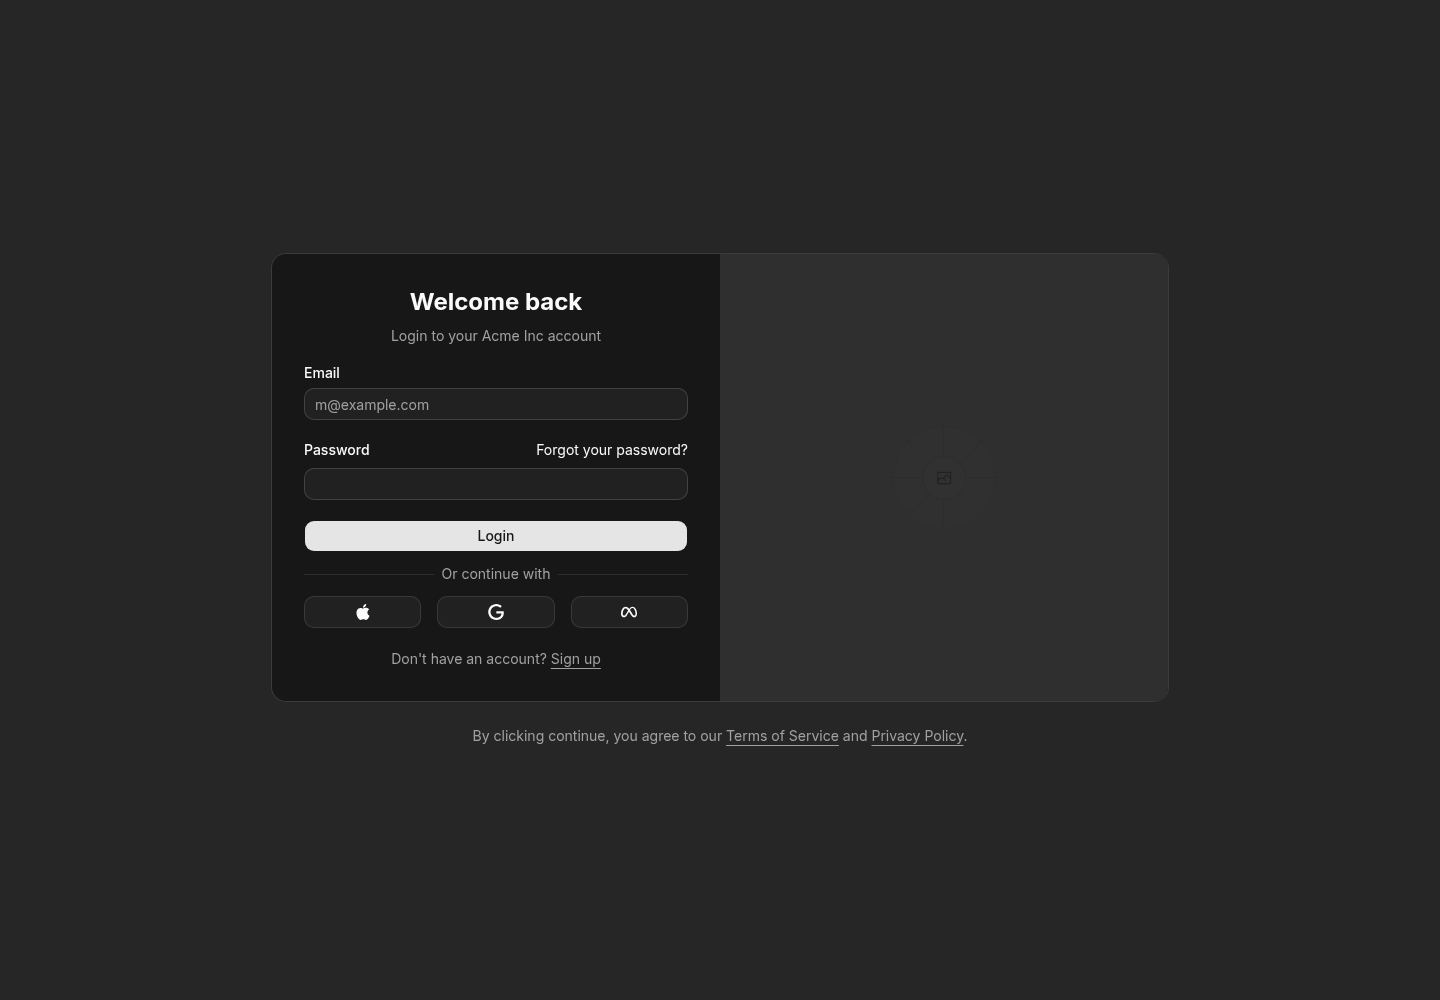 Welcome back
Login to your Acme Inc account
Email
m@example.com
Password
Forgot your password?
Login
Or continue with
Don't have an account? Sign up
By clicking continue, you agree to our Terms of Service and Privacy Policy.